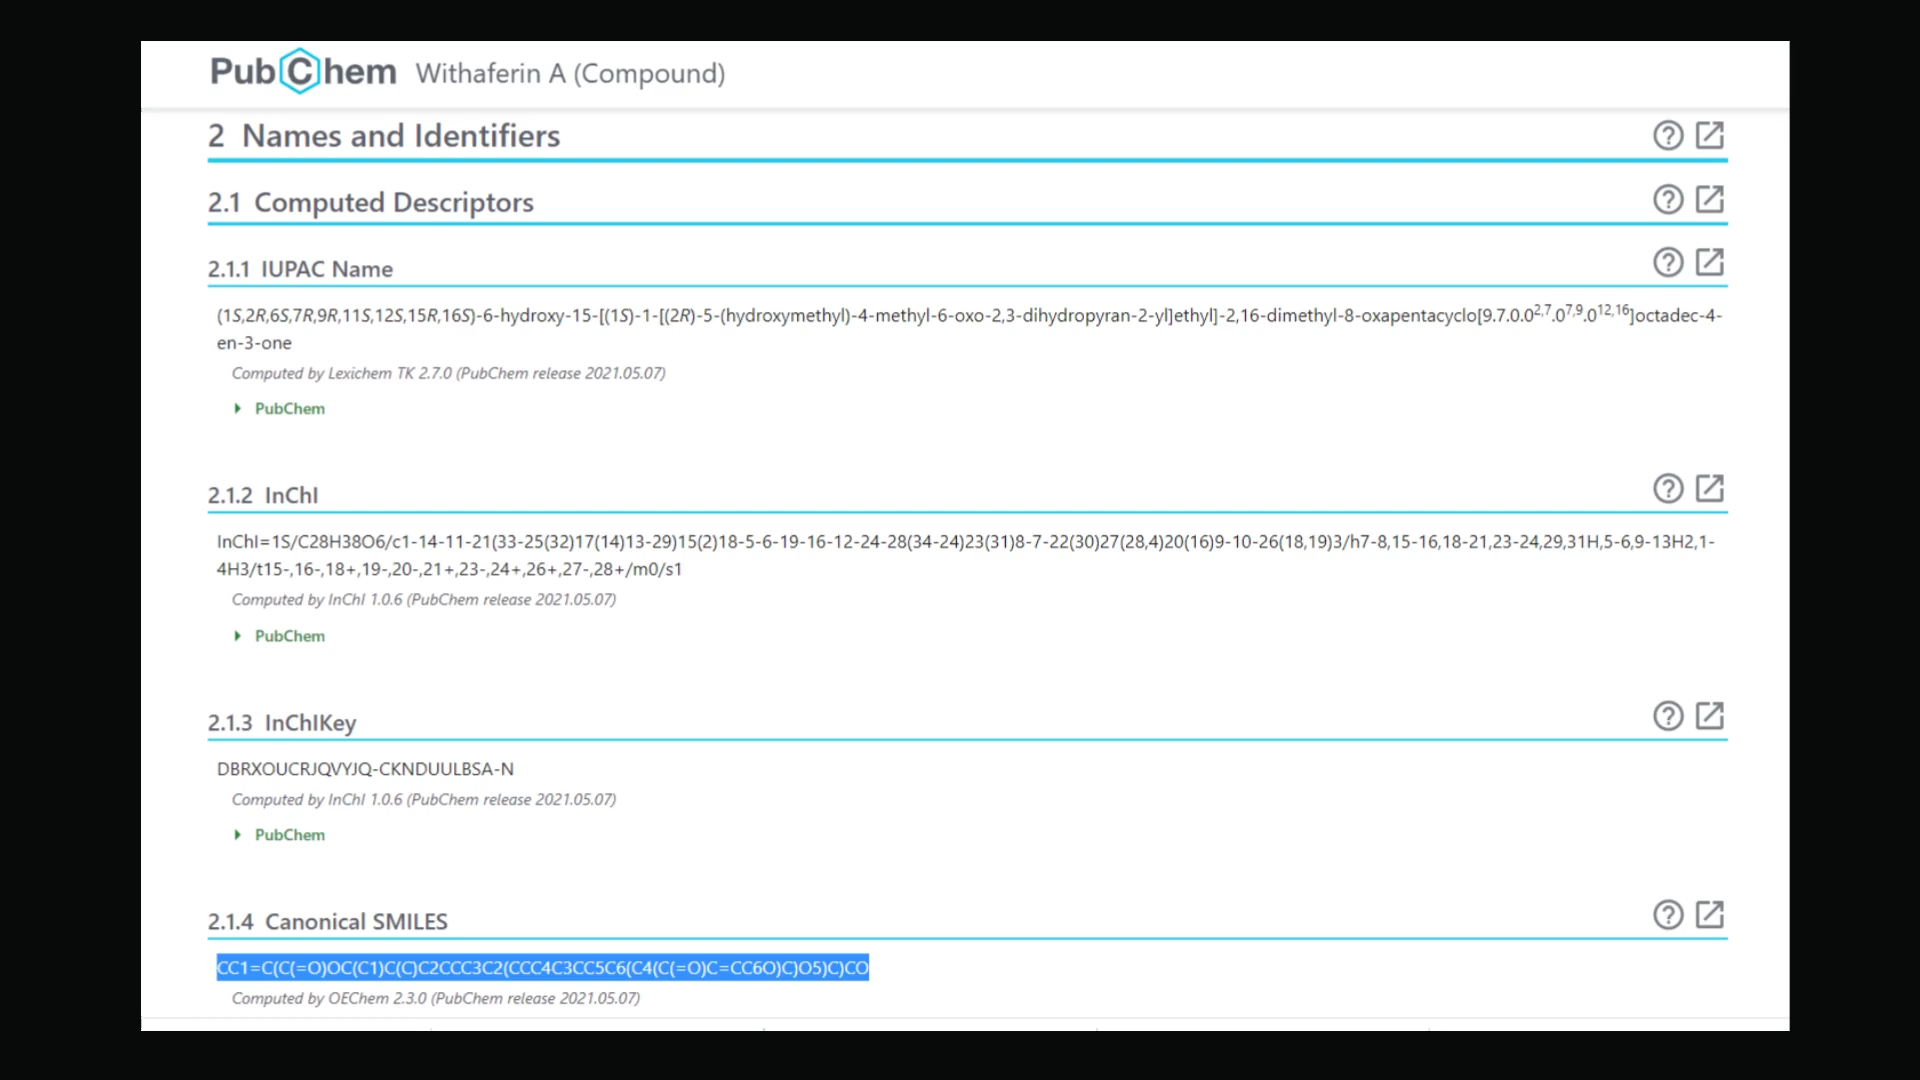 PubChem Withaferin A (Compound)
2 Names and Identifiers
2.1 Computed Descriptors
2.1.1 IUPAC Name
(1S,2R,6S,7R,9R,11S,12S,15R,16S)-6-hydroxy-15-[(1S)-1-[(2R)-5-(hydroxymethyl)-4-methyl-6-oxo-2,3-dihydropyran-2-yl]ethyl]-2,16-dimethyl-8-oxapentacyclo[9.7.0.0²,⁷.0⁷,⁹.0¹²,¹⁶]octadec-4-
en-3-one
Computed by Lexichem TK 2.7.0 (PubChem release 2021.05.07)
PubChem
2.1.2 InChI
InChI=1S/C28H38O6/c1-14-11-21(33-25(32)17(14)13-29)15(2)18-5-6-19-16-12-24-28(34-24)23(31)8-7-22(30)27(28,4)20(16)9-10-26(18,19)3/h7-8,15-16,18-21,23-24,29,31H,5-6,9-13H2,1-
4H3/t15-,16-,18+,19-,20-,21+,23-,24+,26+,27-,28+/m0/s1
Computed by InChI 1.0.6 (PubChem release 2021.05.07)
PubChem
2.1.3 InChIKey
DBRXOUCRJQVYJQ-CKNDUULBSA-N
Computed by InChI 1.0.6 (PubChem release 2021.05.07)
PubChem
2.1.4 Canonical SMILES
CC1=C(C(=O)OC(C1)C(C)C2CCC3C2(CCC4C3CC5C6(C4(C(=O)C=CC6O)C)O5)C)CO
Computed by OEChem 2.3.0 (PubChem release 2021.05.07)